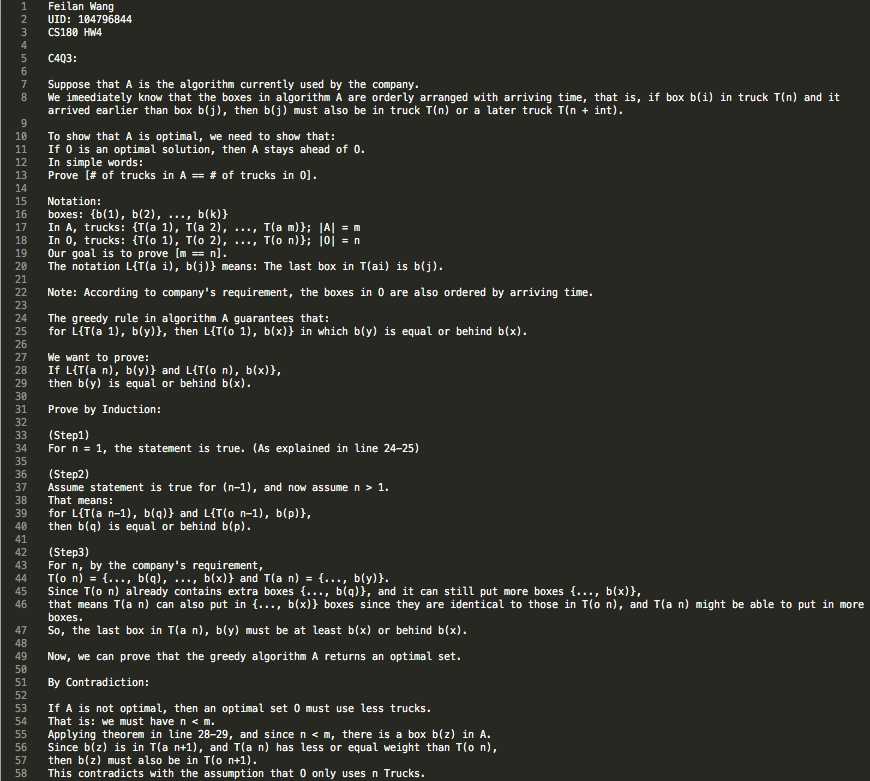 1 Feilan Wang
2 UID: 104796844
3 CS180 HW4
4
5 C4Q3:
6
7 Suppose that A is the algorithm currently used by the company.
8 We imeediately know that the boxes in algorithm A are orderly arranged with arriving time, that is, if box b(i) in truck T(n) and it
arrived earlier than box b(j), then b(j) must also be in truck T(n) or a later truck T(n + int).
9
10 To show that A is optimal, we need to show that:
11 If O is an optimal solution, then A stays ahead of O.
12 In simple words:
13 Prove [# of trucks in A == # of trucks in O].
14
15 Notation:
16 boxes: {b(1), b(2), ..., b(k)}
17 In A, trucks: {T(a 1), T(a 2), ..., T(a m)}; |A| = m
18 In O, trucks: {T(o 1), T(o 2), ..., T(o n)}; |O| = n
19 Our goal is to prove [m == n].
20 The notation L{T(a i), b(j)} means: The last box in T(ai) is b(j).
21
22 Note: According to company's requirement, the boxes in O are also ordered by arriving time.
23
24 The greedy rule in algorithm A guarantees that:
25 for L{T(a 1), b(y)}, then L{T(o 1), b(x)} in which b(y) is equal or behind b(x).
26
27 We want to prove:
28 If L{T(a n), b(y)} and L{T(o n), b(x)},
29 then b(y) is equal or behind b(x).
30
31 Prove by Induction:
32
33 (Step1)
34 For n = 1, the statement is true. (As explained in line 24-25)
35
36 (Step2)
37 Assume statement is true for (n-1), and now assume n > 1.
38 That means:
39 for L{T(a n-1), b(q)} and L{T(o n-1), b(p)},
40 then b(q) is equal or behind b(p).
41
42 (Step3)
43 For n, by the company's requirement,
44 T(o n) = {..., b(q), ..., b(x)} and T(a n) = {..., b(y)}.
45 Since T(o n) already contains extra boxes {..., b(q)}, and it can still put more boxes {..., b(x)},
46 that means T(a n) can also put in {..., b(x)} boxes since they are identical to those in T(o n), and T(a n) might be able to put in more
boxes.
47 So, the last box in T(a n), b(y) must be at least b(x) or behind b(x).
48
49 Now, we can prove that the greedy algorithm A returns an optimal set.
50
51 By Contradiction:
52
53 If A is not optimal, then an optimal set O must use less trucks.
54 That is: we must have n < m.
55 Applying theorem in line 28-29, and since n < m, there is a box b(z) in A.
56 Since b(z) is in T(a n+1), and T(a n) has less or equal weight than T(o n),
57 then b(z) must also be in T(o n+1).
58 This contradicts with the assumption that O only uses n Trucks.